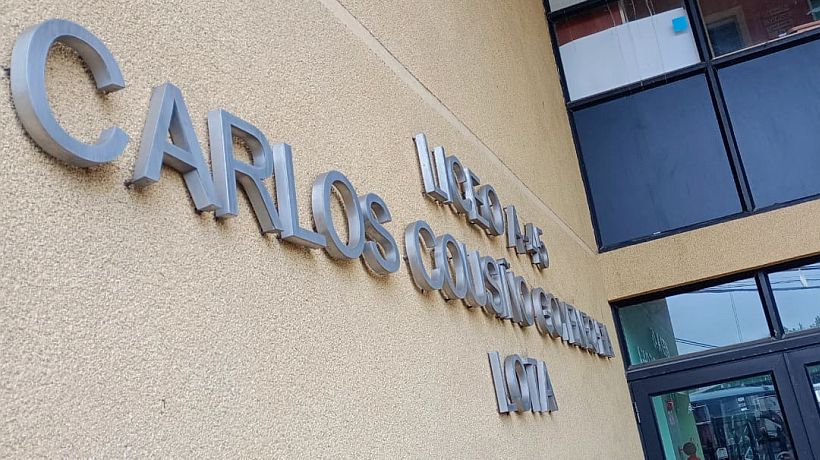 LICEO A-45
CARLOS COUSIÑO GOYENECHEA
LOTA